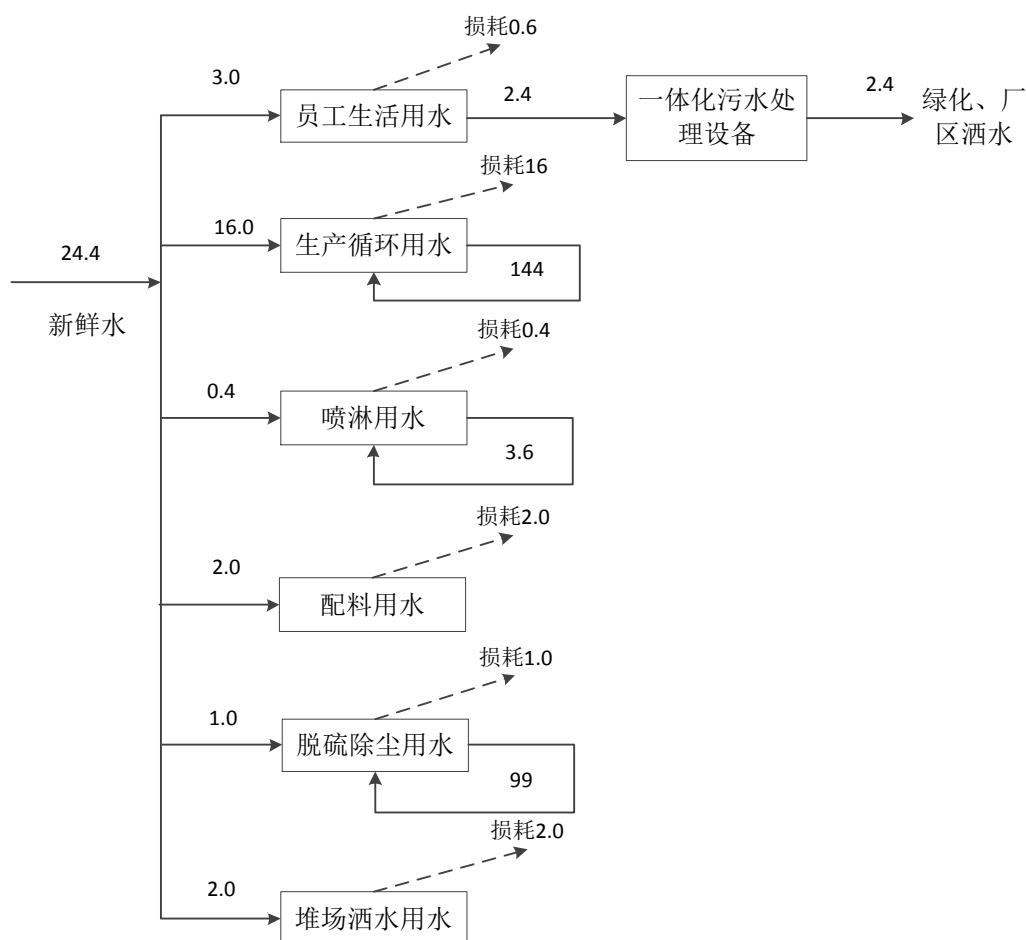 损耗0.6
3.0
员工生活用水
2.4
一体化污水处
理设备
2.4
绿化、厂
区洒水
损耗16
16.0
生产循环用水
144
24.4
新鲜水
损耗0.4
0.4
喷淋用水
3.6
损耗2.0
2.0
配料用水
损耗1.0
1.0
脱硫除尘用水
99
损耗2.0
2.0
堆场洒水用水